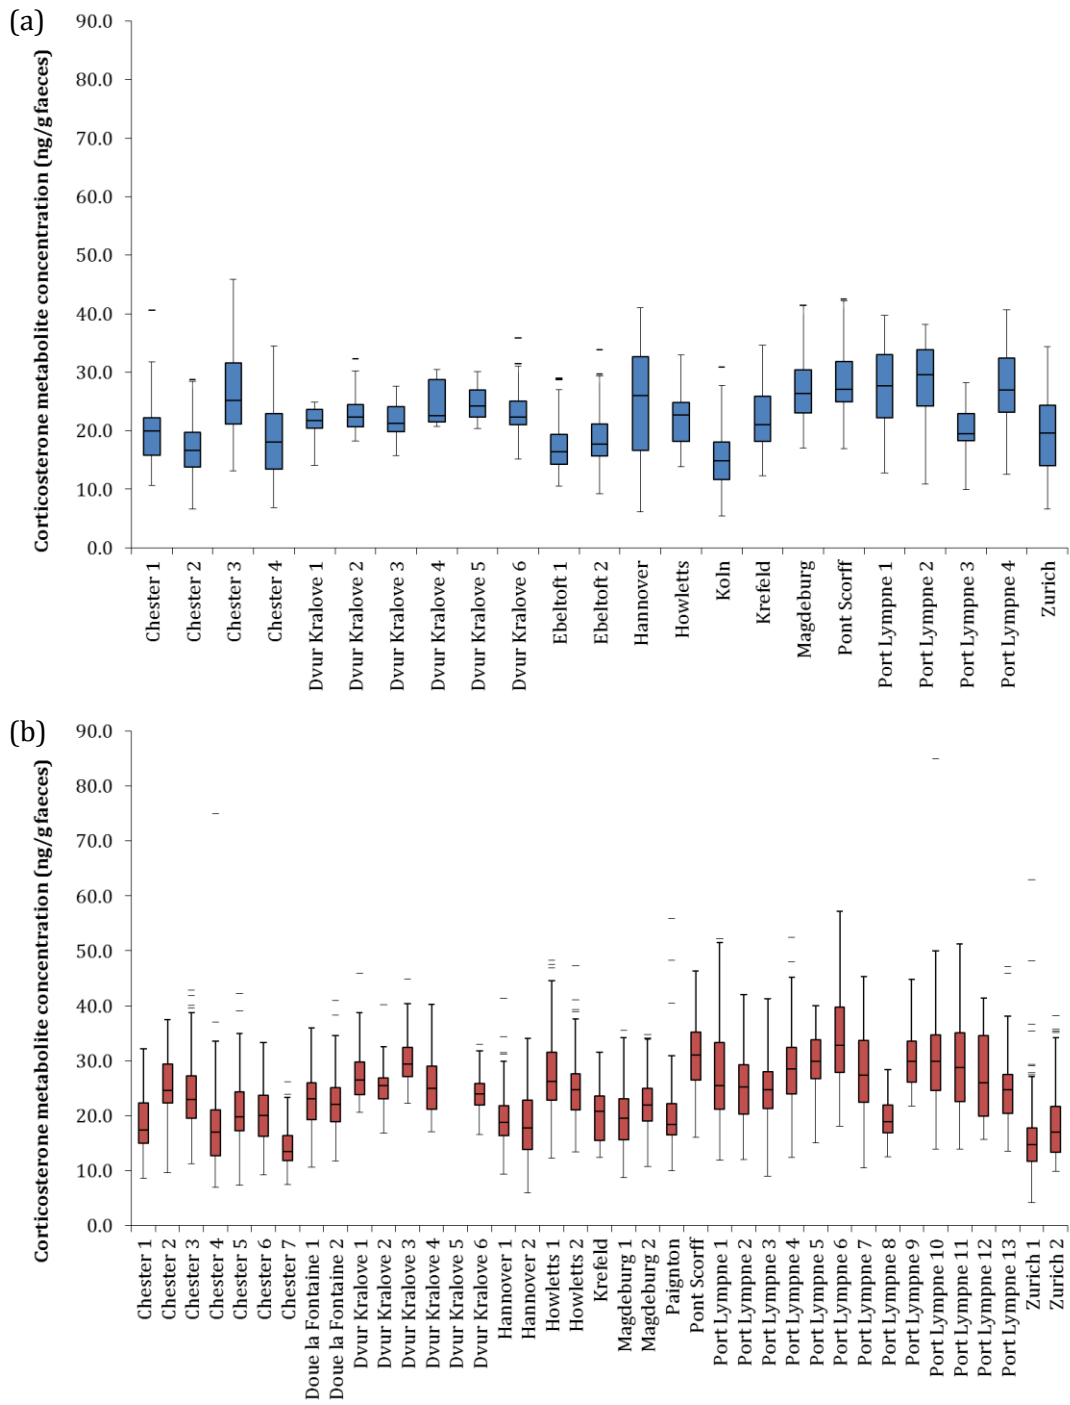 (a)
Corticosterone metabolite concentration (ng/gfaeces)
90.0
80.0
70.0
60.0
50.0
40.0
30.0
20.0
10.0
0.0
Chester 1
Chester 2
Chester 3
Chester 4
Dvur Kralove 1
Dvur Kralove 2
Dvur Kralove 3
Dvur Kralove 4
Dvur Kralove 5
Dvur Kralove 6
Ebeltoft 1
Ebeltoft 2
Hannover
Howletts
Koln
Krefeld
Magdeburg
Pont Scorff
Port Lympne 1
Port Lympne 2
Port Lympne 3
Port Lympne 4
Zurich
(b)
Corticosterone metabolite concentration (ng/gfaeces)
90.0
80.0
70.0
60.0
50.0
40.0
30.0
20.0
10.0
0.0
Chester 1
Chester 2
Chester 3
Chester 4
Chester 5
Chester 6
Chester 7
Doue la Fontaine 1
Doue la Fontaine 2
Dvur Kralove 1
Dvur Kralove 2
Dvur Kralove 3
Dvur Kralove 4
Dvur Kralove 5
Dvur Kralove 6
Hannover 1
Hannover 2
Howletts 1
Howletts 2
Krefeld
Magdeburg 1
Magdeburg 2
Paignton
Pont Scorff
Port Lympne 1
Port Lympne 2
Port Lympne 3
Port Lympne 4
Port Lympne 5
Port Lympne 6
Port Lympne 7
Port Lympne 8
Port Lympne 9
Port Lympne 10
Port Lympne 11
Port Lympne 12
Port Lympne 13
Zurich 1
Zurich 2